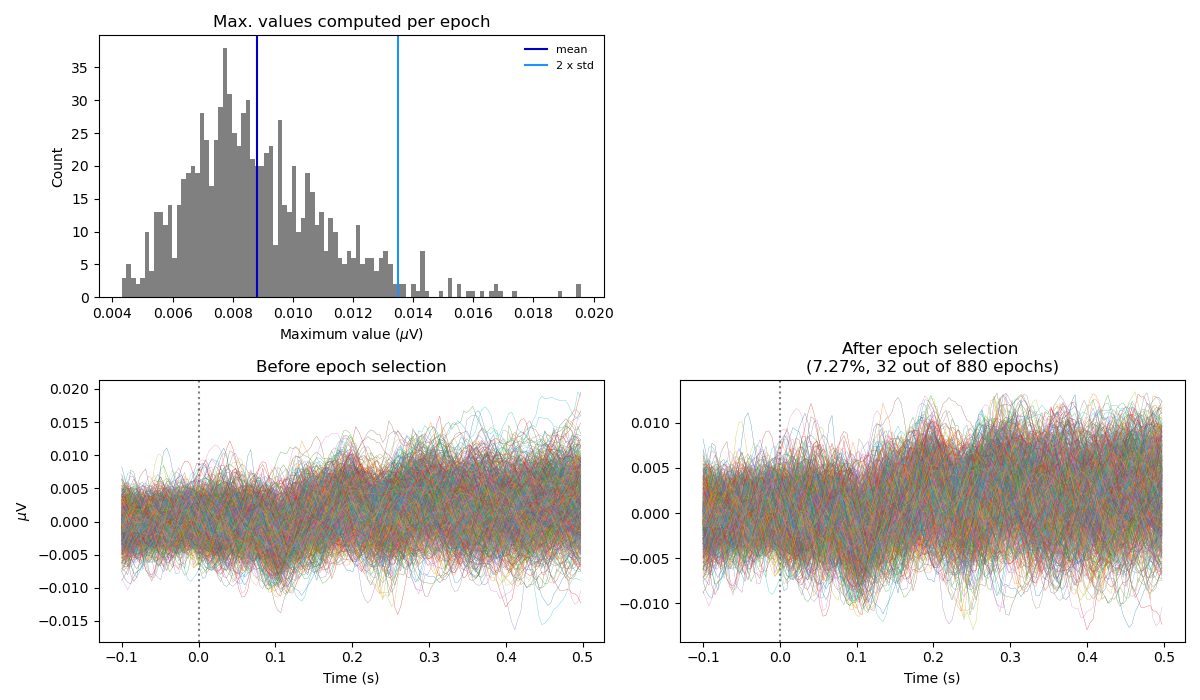 Max. values computed per epoch
mean
2 x std
Count
35
30
25
20
15
10
5
0
0.004 0.006 0.008 0.010 0.012 0.014 0.016 0.018 0.020
Maximum value (μV)
Before epoch selection
μV
0.020
0.015
0.010
0.005
0.000
−0.005
−0.010
−0.015
−0.1 0.0 0.1 0.2 0.3 0.4 0.5
Time (s)
After epoch selection
(7.27%, 32 out of 880 epochs)
0.010
0.005
0.000
−0.005
−0.010
−0.1 0.0 0.1 0.2 0.3 0.4 0.5
Time (s)